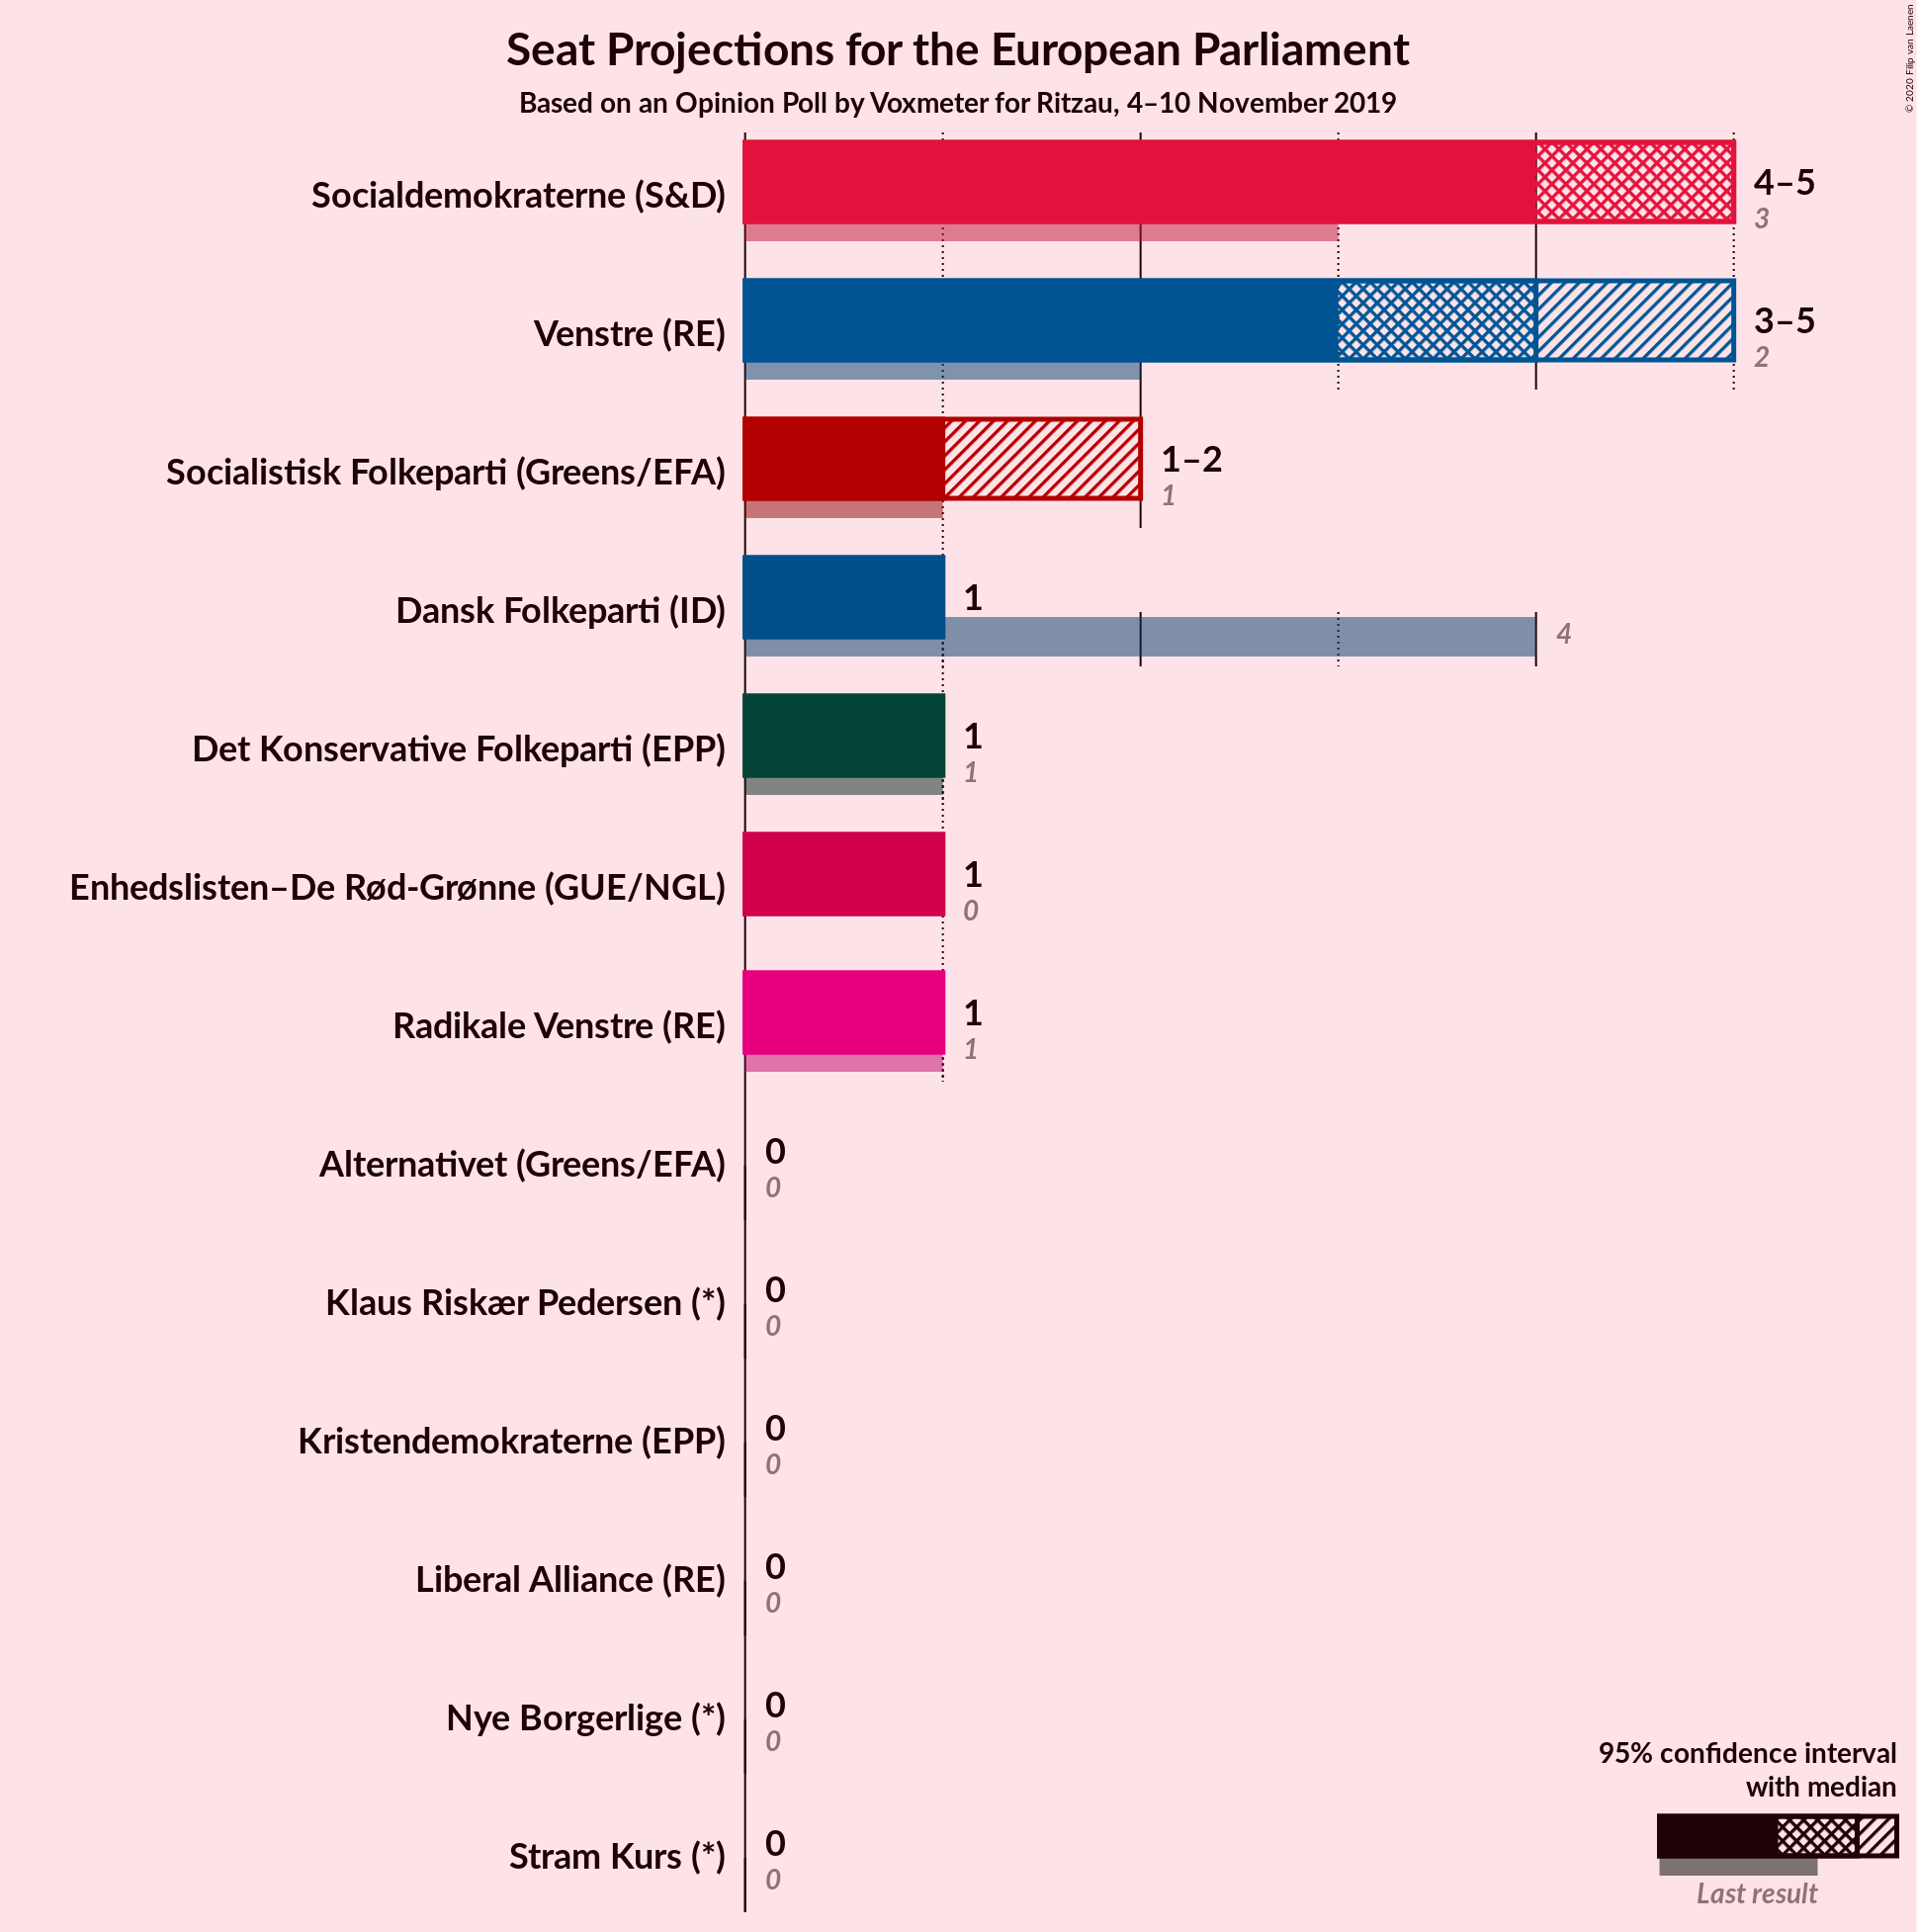 Seat Projections for the European Parliament
Based on an Opinion Poll by Voxmeter for Ritzau, 4–10 November 2019
© 2020 Filip van Laenen
Socialdemokraterne (S&D)
4–5
3
Venstre (RE)
3–5
2
Socialistisk Folkeparti (Greens/EFA)
1–2
1
Dansk Folkeparti (ID)
1
4
Det Konservative Folkeparti (EPP)
1
1
Enhedslisten–De Rød-Grønne (GUE/NGL)
1
0
Radikale Venstre (RE)
1
1
Alternativet (Greens/EFA)
0
0
Klaus Riskær Pedersen (*)
0
0
Kristendemokraterne (EPP)
0
0
Liberal Alliance (RE)
0
0
Nye Borgerlige (*)
0
0
Stram Kurs (*)
0
0
95% confidence interval
with median
Last result